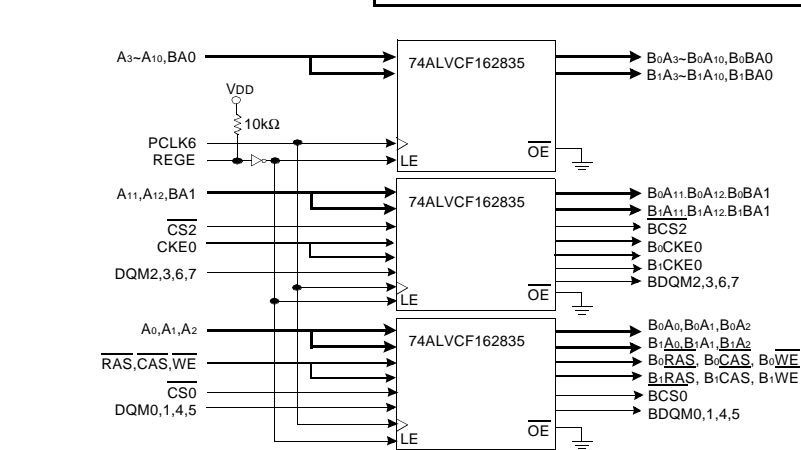 A3~A10,BA0
74ALVCF162835
B0A3~B0A10,B0BA0
B1A3~B1A10,B1BA0
VDD
10kΩ
PCLK6
REGE
LE
OE
A11,A12,BA1
74ALVCF162835
B0A11.B0A12.B0BA1
B1A11.B1A12.B1BA1
CS2
BCS2
CKE0
B0CKE0
B1CKE0
DQM2,3,6,7
BDQM2,3,6,7
LE
OE
A0,A1,A2
74ALVCF162835
B0A0,B0A1,B0A2
B1A0,B1A1,B1A2
RAS,CAS,WE
B0RAS, B0CAS, B0WE
B1RAS, B1CAS, B1WE
CS0
BCS0
DQM0,1,4,5
BDQM0,1,4,5
LE
OE